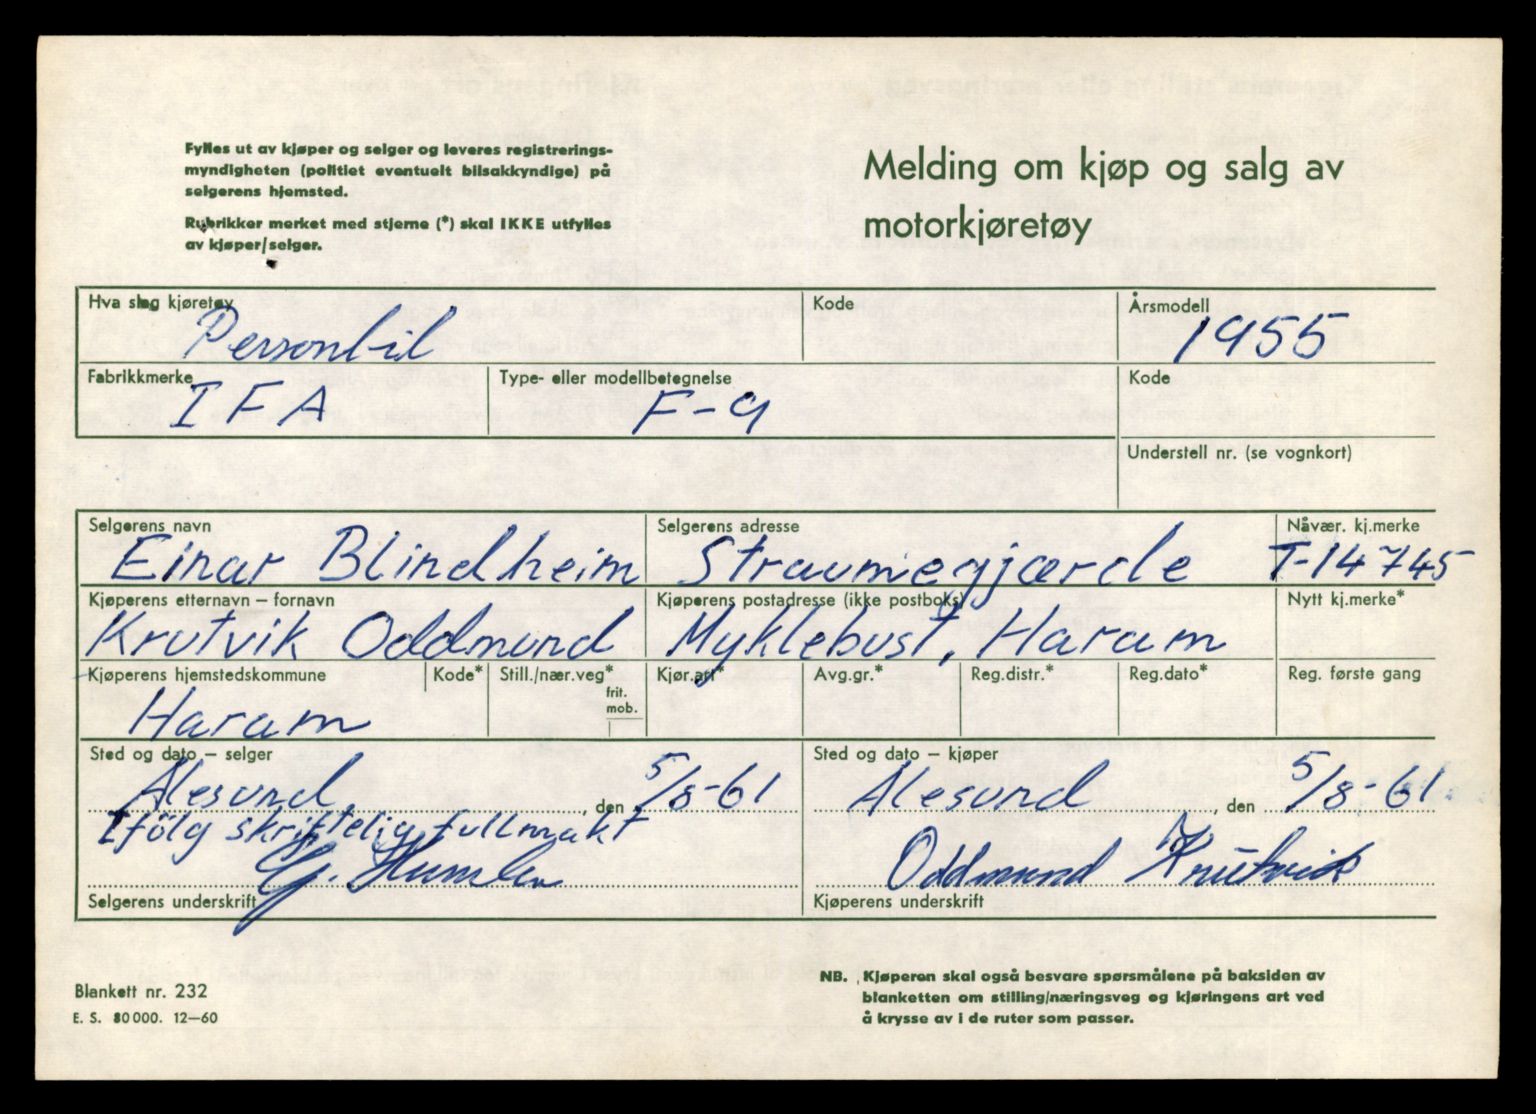 Fylles ut av kjøper og selger og leveres registrerings-
myndigheten (politiet eventuelt bilsakkyndige) på
selgerens hjemsted.
Rubrikker merket med stjerne (*) skal IKKE utfylles
av kjøper/selger.
Melding om kjøp og salg av
motorkjøretøy
Hva slag kjøretøy
Personbil
Kode
Årsmodell
1955
Fabrikkmerke
IFA
Type- eller modellbetegnelse
F-9
Kode
Understell nr. (se vognkort)
Selgerens navn
Einar Blindheim
Selgerens adresse
Straumegjærde
Nåvær. kj.merke
T-14745
Kjøperens etternavn – fornavn
Krutvik Oddmund
Kjøperens postadresse (ikke postboks)
Myklebust, Haram
Nytt kj.merke*
Kjøperens hjemstedskommune
Haram
Kode*
Still./nær.veg*
frit.
mob.
Kjør.art*
Avg.gr.*
Reg.distr.*
Reg.dato*
Reg. første gang
Sted og dato – selger
Ålesund, den 5/8-61
Ifölg skriftelig fullmakt
G. Humlen
Selgerens underskrift
Sted og dato – kjøper
Ålesund, den 5/8-61.
Oddmund Krutvik
Kjøperens underskrift
Blankett nr. 232
E. S. 80 000. 12–60
NB. Kjøperen skal også besvare spørsmålene på baksiden av
blanketten om stilling/næringsveg og kjøringens art ved
å krysse av i de ruter som passer.